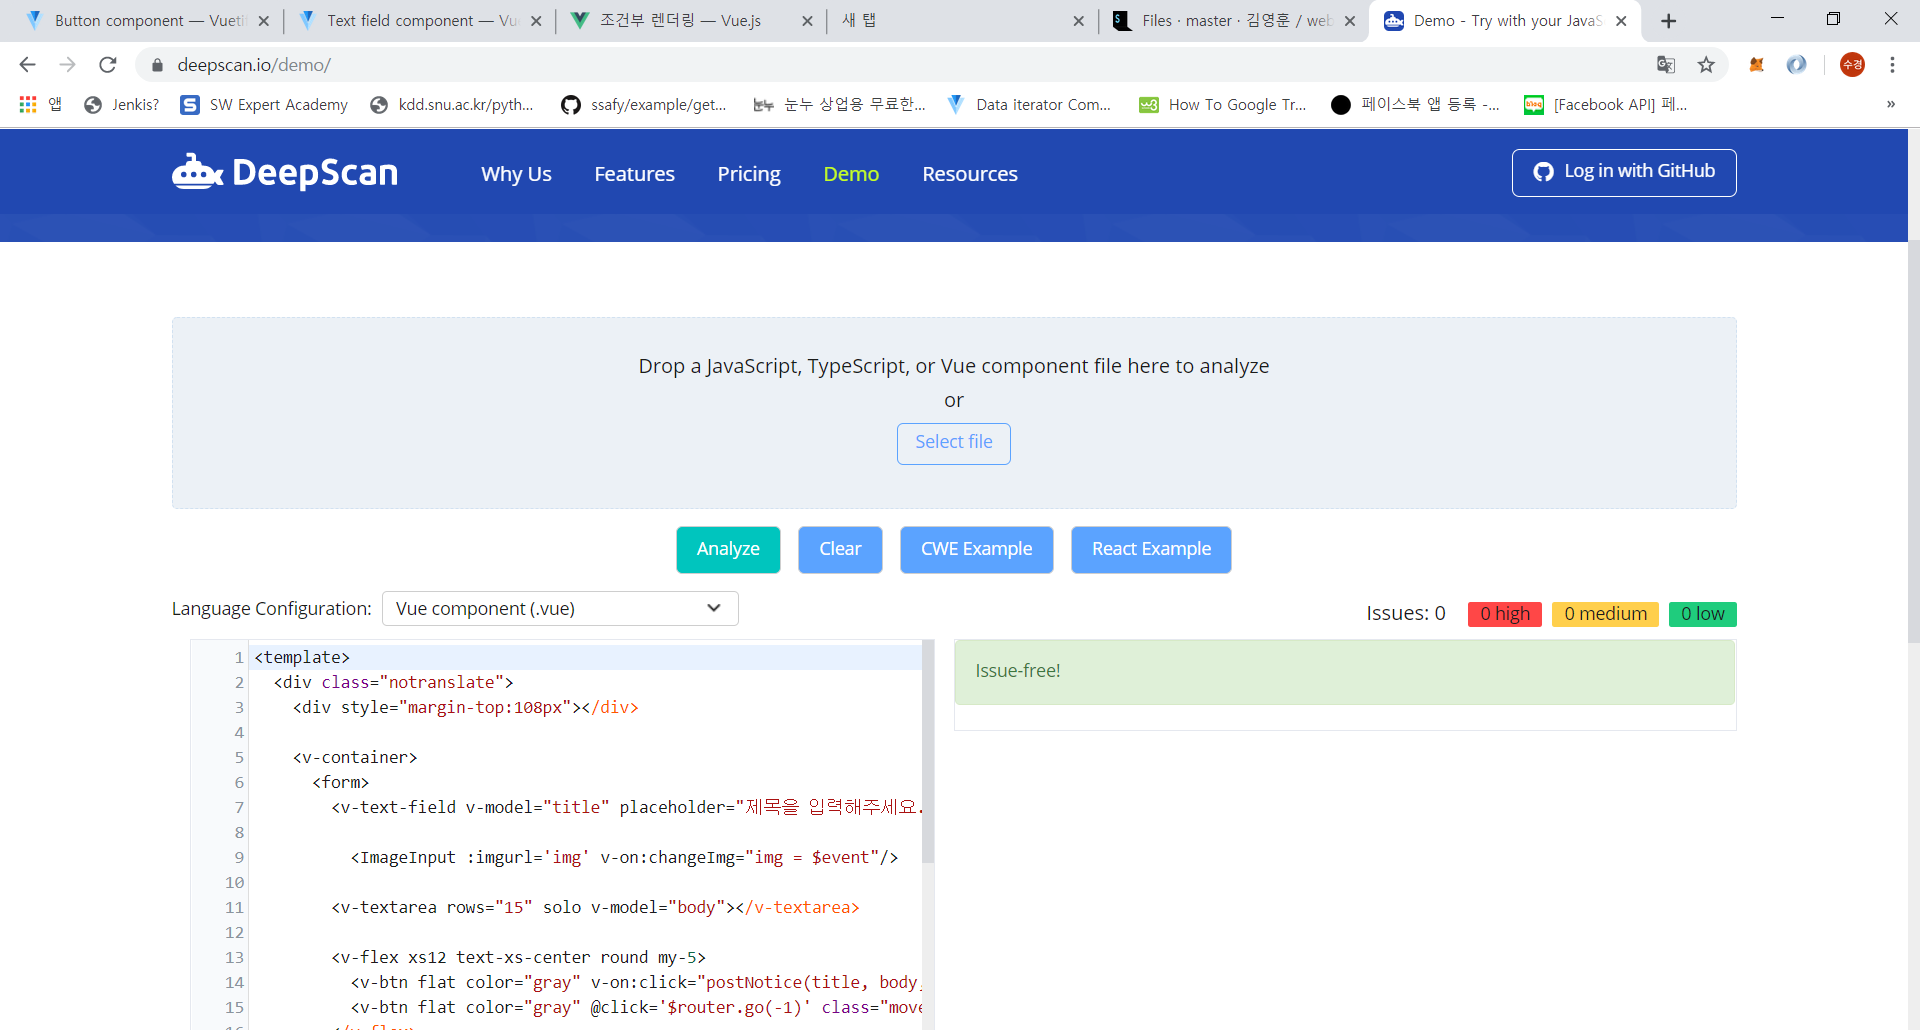 Button component — Vueti
Text field component — Vue
조건부 렌더링 — Vue.js
새 탭
Files · master · 김영훈 / web
Demo - Try with your JavaS
deepscan.io/demo/
수경
앱
Jenkis?
SW Expert Academy
kdd.snu.ac.kr/pyth...
ssafy/example/get...
눈누 상업용 무료한...
Data iterator Com...
How To Google Tr...
페이스북 앱 등록 -...
[Facebook API] 페...
»
DeepScan
Why Us
Features
Pricing
Demo
Resources
Log in with GitHub
Drop a JavaScript, TypeScript, or Vue component file here to analyze
or
Select file
Analyze
Clear
CWE Example
React Example
Language Configuration:
Vue component (.vue)
Issues: 0
0 high
0 medium
0 low
1 <template>
2 <div class="notranslate">
3 <div style="margin-top:108px"></div>
4
5 <v-container>
6 <form>
7 <v-text-field v-model="title" placeholder="제목을 입력해주세요.
8
9 <ImageInput :imgurl='img' v-on:changeImg="img = $event"/>
10
11 <v-textarea rows="15" solo v-model="body"></v-textarea>
12
13 <v-flex xs12 text-xs-center round my-5>
14 <v-btn flat color="gray" v-on:click="postNotice(title, body,
15 <v-btn flat color="gray" @click='$router.go(-1)' class="move
16 </v-flex>
Issue-free!